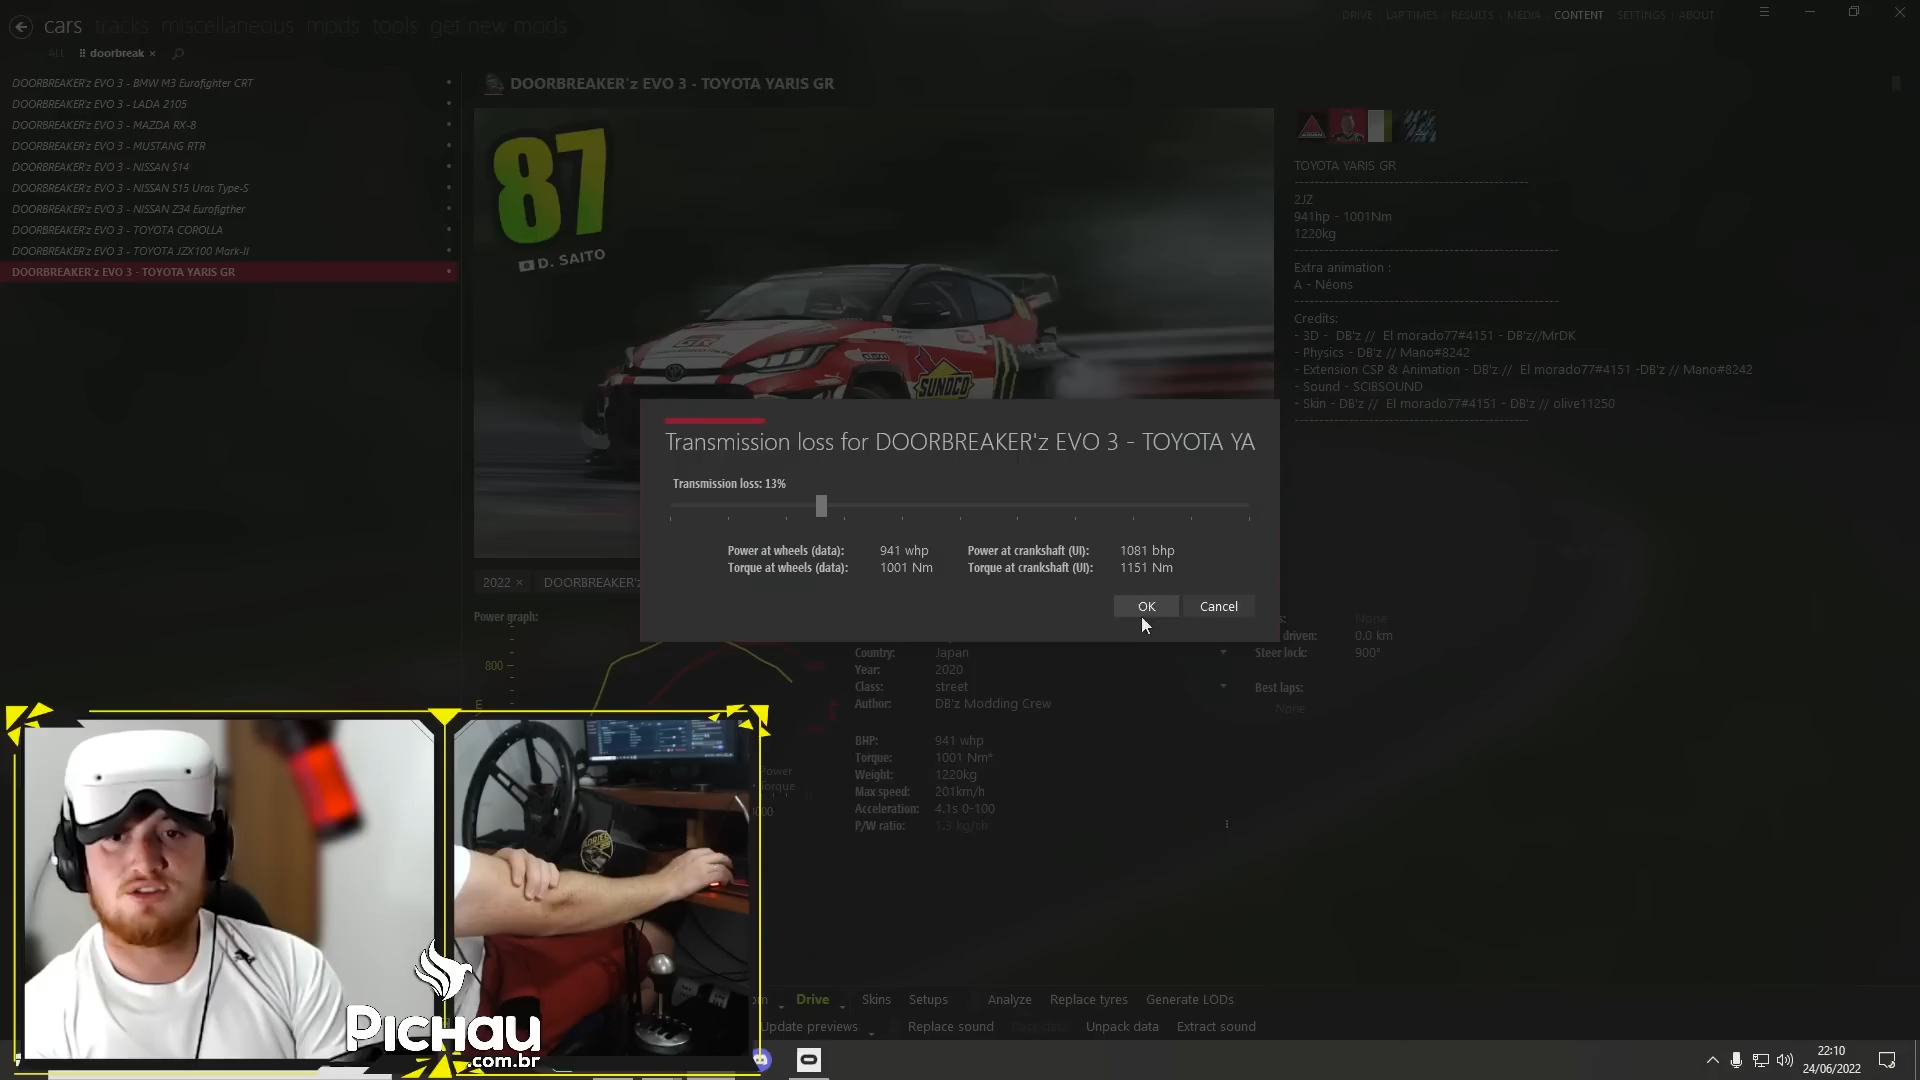 cars tracks miscellaneous mods tools get new mods
DRIVE LAP TIMES RESULTS MEDIA CONTENT SETTINGS ABOUT
ALL doorbreak ×
DOORBREAKER'z EVO 3 - BMW M3 Eurofighter CRT
DOORBREAKER'z EVO 3 - LADA 2105
DOORBREAKER'z EVO 3 - MAZDA RX-8
DOORBREAKER'z EVO 3 - MUSTANG RTR
DOORBREAKER'z EVO 3 - NISSAN S14
DOORBREAKER'z EVO 3 - NISSAN S15 Uras Type-S
DOORBREAKER'z EVO 3 - NISSAN Z34 Eurofigther
DOORBREAKER'z EVO 3 - TOYOTA COROLLA
DOORBREAKER'z EVO 3 - TOYOTA JZX100 Mark-II
DOORBREAKER'z EVO 3 - TOYOTA YARIS GR
DOORBREAKER'z EVO 3 - TOYOTA YARIS GR
87
D. SAITO
GR
SUNOCO
TOYOTA YARIS GR
2JZ
941hp - 1001Nm
1220kg
Extra animation :
A - Néons
Credits:
- 3D - DB'z // El morado77#4151 - DB'z//MrDK
- Physics - DB'z // Mano#8242
- Extension CSP & Animation - DB'z // El morado77#4151 -DB'z // Mano#8242
- Sound - SCIBSOUND
- Skin - DB'z // El morado77#4151 - DB'z // olive11250
Transmission loss for DOORBREAKER'z EVO 3 - TOYOTA YA
Transmission loss: 13%
Power at wheels (data): 941 whp Power at crankshaft (UI): 1081 bhp
Torque at wheels (data): 1001 Nm Torque at crankshaft (UI): 1151 Nm
OK Cancel
2022 × DOORBREAKER'z
Power graph:
800
Power
Torque
Country: Japan
Year: 2020
Class: street
Author: DB'z Modding Crew
BHP: 941 whp
Torque: 1001 Nm*
Weight: 1220kg
Max speed: 201km/h
Acceleration: 4.1s 0-100
P/W ratio: 1.3 kg/ch
None
driven: 0.0 km
Steer lock: 900°
Best laps:
None
Drive Skins Setups Analyze Replace tyres Generate LODs
Update previews Replace sound Unpack data Extract sound
PICHAU
.com.br
22:10
24/06/2022